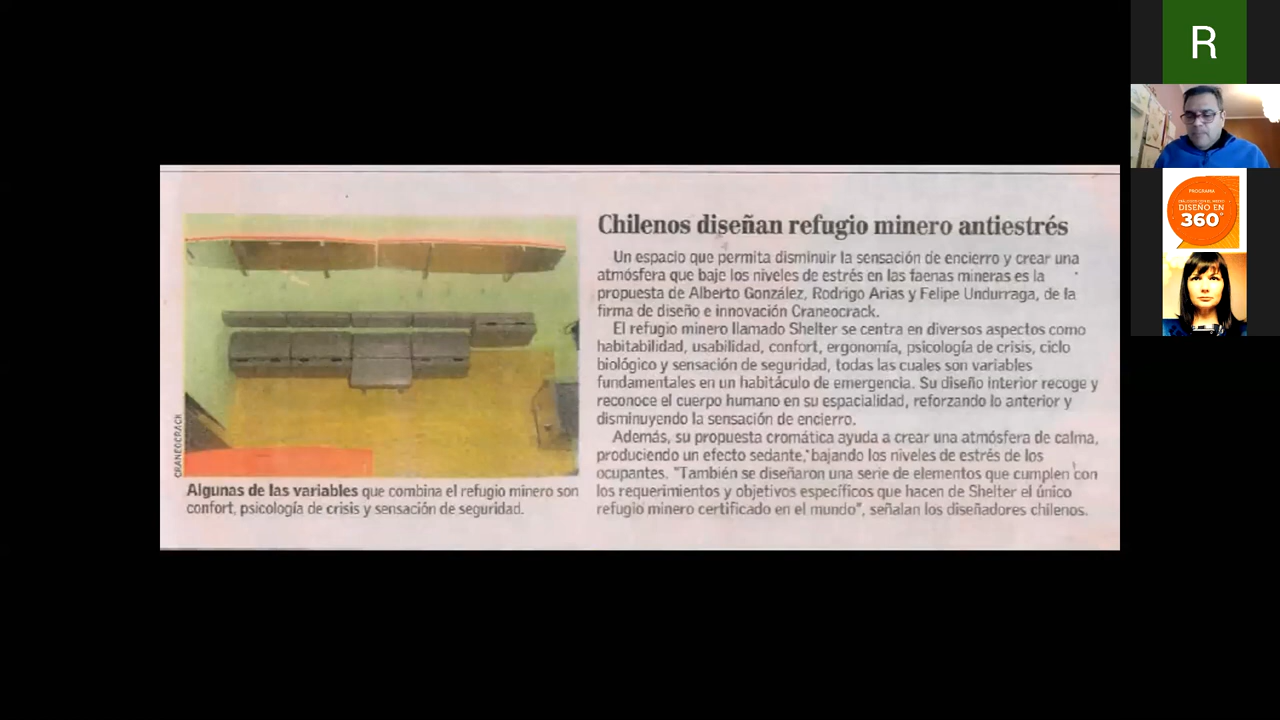 R
PROGRAMA
DISEÑO EN
360°
Chilenos diseñan refugio minero antiestrés
Un espacio que permita disminuir la sensación de encierro y crear una
atmósfera que baje los niveles de estrés en las faenas mineras es la
propuesta de Alberto González, Rodrigo Arias y Felipe Undurraga, de la
firma de diseño e innovación Craneocrack.
El refugio minero llamado Shelter se centra en diversos aspectos como
habitabilidad, usabilidad, confort, ergonomía, psicología de crisis, ciclo
biológico y sensación de seguridad, todas las cuales son variables
fundamentales en un habitáculo de emergencia. Su diseño interior recoge y
reconoce el cuerpo humano en su espacialidad, reforzando lo anterior y
disminuyendo la sensación de encierro.
Además, su propuesta cromática ayuda a crear una atmósfera de calma,
produciendo un efecto sedante, bajando los niveles de estrés de los
ocupantes. "También se diseñaron una serie de elementos que cumplen con
los requerimientos y objetivos específicos que hacen de Shelter el único
refugio minero certificado en el mundo", señalan los diseñadores chilenos.
CRANEOCRACK
Algunas de las variables que combina el refugio minero son
confort, psicología de crisis y sensación de seguridad.